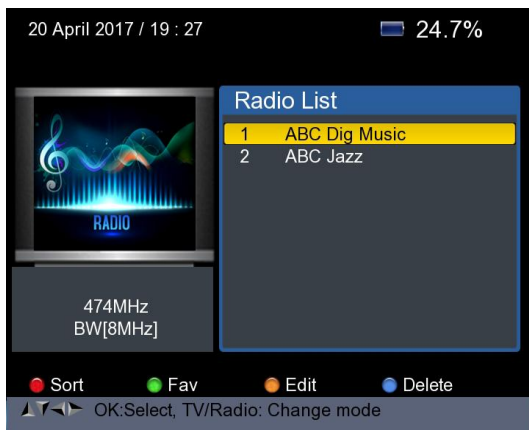 20 April 2017 / 19 : 27
24.7%
Radio List
1 ABC Dig Music
2 ABC Jazz
RADIO
474MHz
BW[8MHz]
Sort Fav Edit Delete
OK:Select, TV/Radio: Change mode